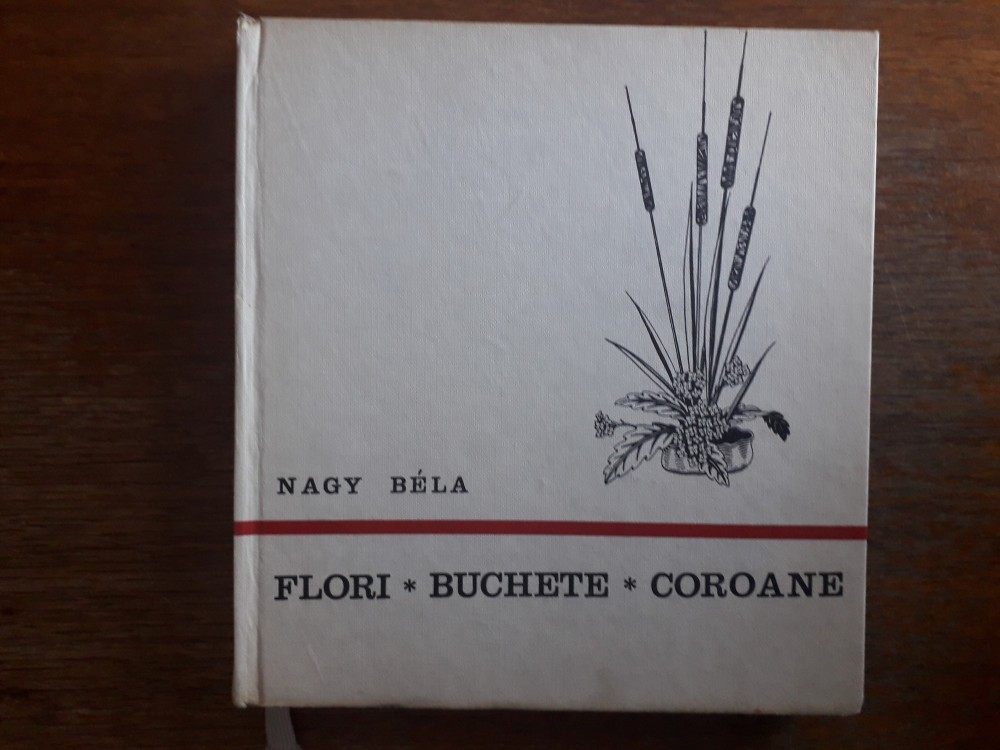 NAGY BÉLA
FLORI * BUCHETE * COROANE